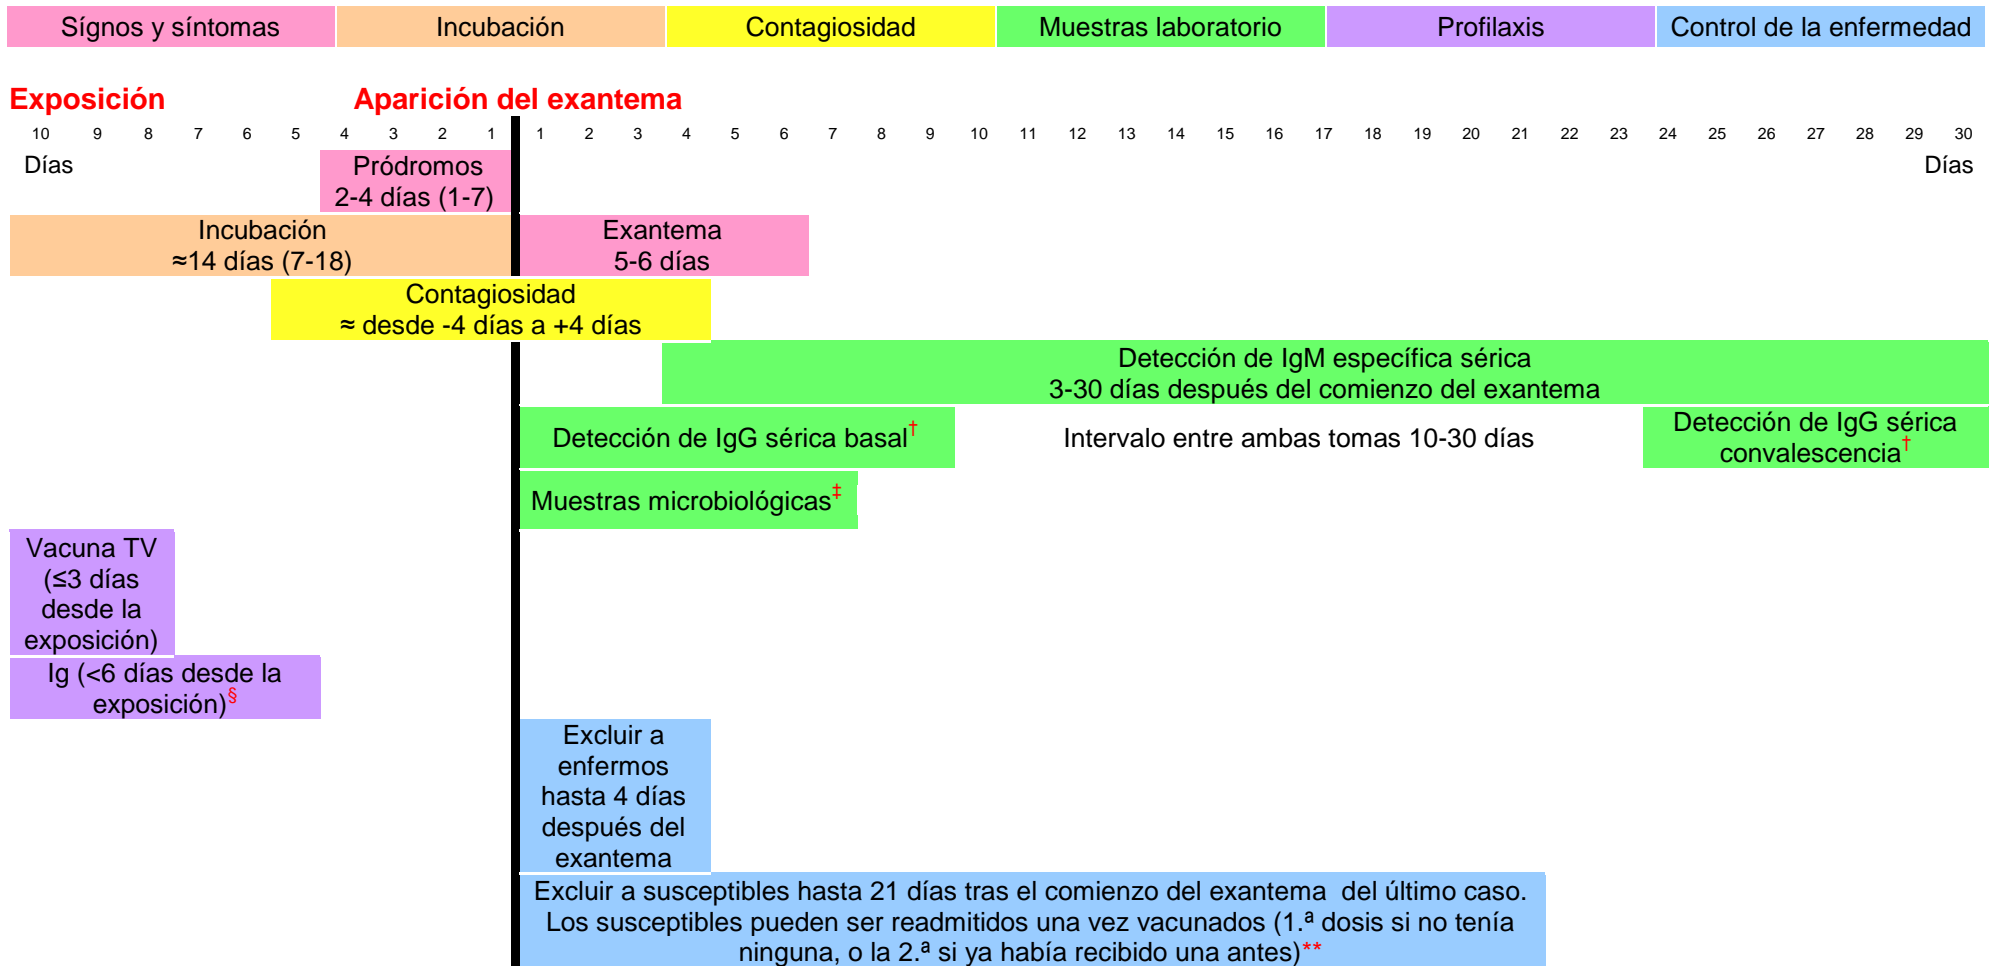 Sígnos y síntomas Incubación Contagiosidad Muestras laboratorio Profilaxis Control de la enfermedad
Exposición Aparición del exantema
10 9 8 7 6 5 4 3 2 1 1 2 3 4 5 6 7 8 9 10 11 12 13 14 15 16 17 18 19 20 21 22 23 24 25 26 27 28 29 30
Días Días
Pródromos
2-4 días (1-7)
Incubación
≈14 días (7-18)
Exantema
5-6 días
Contagiosidad
≈ desde -4 días a +4 días
Detección de IgM específica sérica
3-30 días después del comienzo del exantema
Detección de IgG sérica basal†
Intervalo entre ambas tomas 10-30 días
Detección de IgG sérica
convalescencia†
Muestras microbiológicas‡
Vacuna TV
(≤3 días
desde la
exposición)
Ig (<6 días desde la
exposición)§
Excluir a
enfermos
hasta 4 días
después del
exantema
Excluir a susceptibles hasta 21 días tras el comienzo del exantema del último caso.
Los susceptibles pueden ser readmitidos una vez vacunados (1.ª dosis si no tenía
ninguna, o la 2.ª si ya había recibido una antes)**